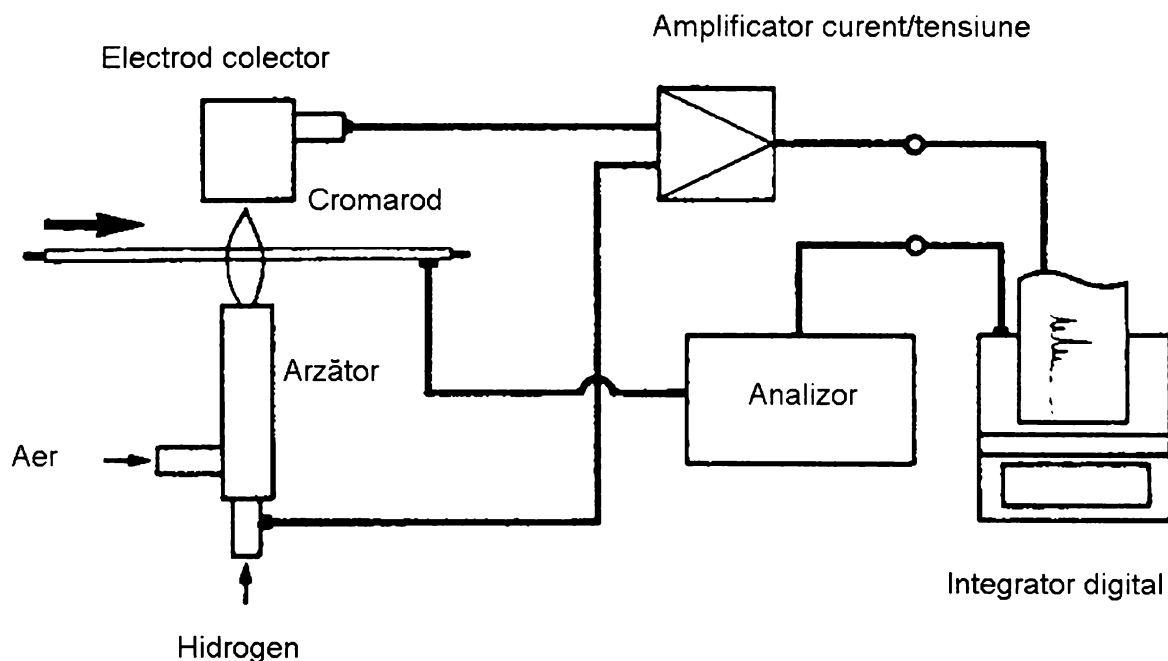 Amplificator curent/tensiune
Electrod colector
Cromarod
Arzător
Analizor
Aer
Integrator digital
Hidrogen